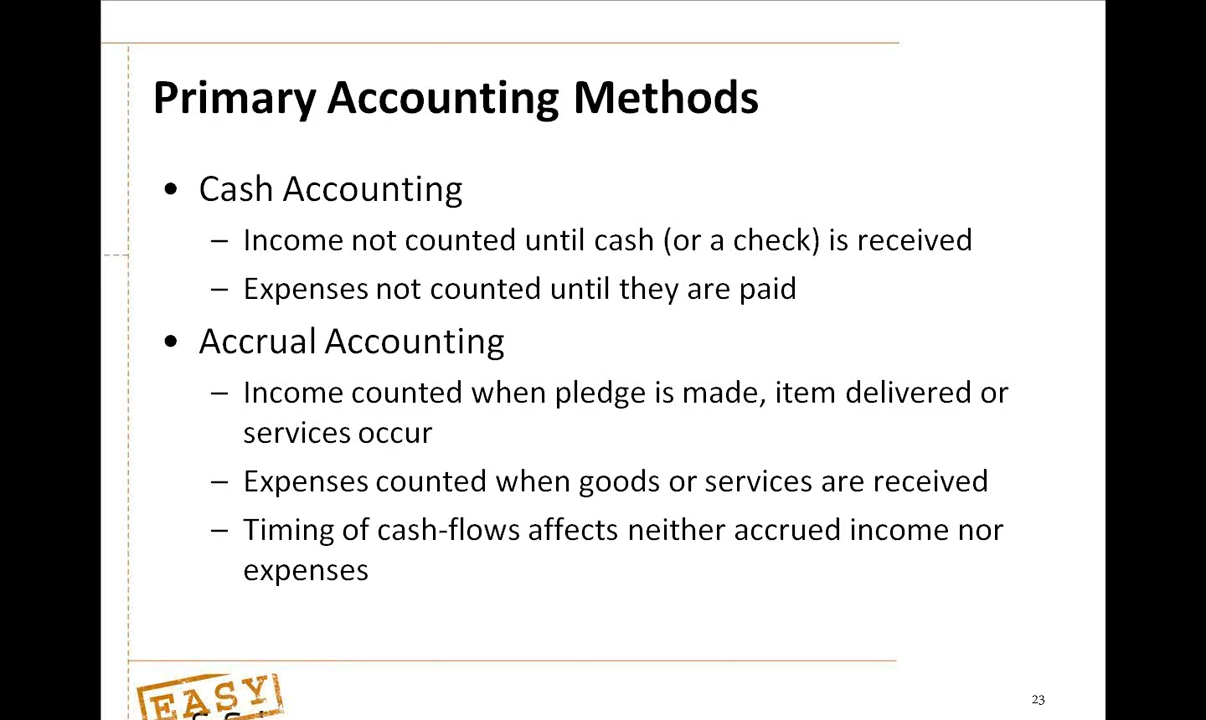 Primary Accounting Methods
• Cash Accounting
– Income not counted until cash (or a check) is received
– Expenses not counted until they are paid
• Accrual Accounting
– Income counted when pledge is made, item delivered or
services occur
– Expenses counted when goods or services are received
– Timing of cash-flows affects neither accrued income nor
expenses
EASY
23